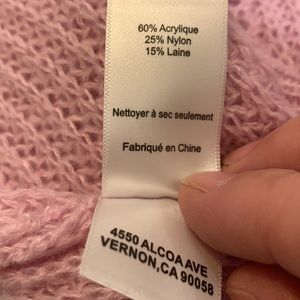 60% Acrylique
25% Nylon
15% Laine
Nettoyer à sec seulement
Fabriqué en Chine
4550 ALCOA AVE
VERNON,CA 90058